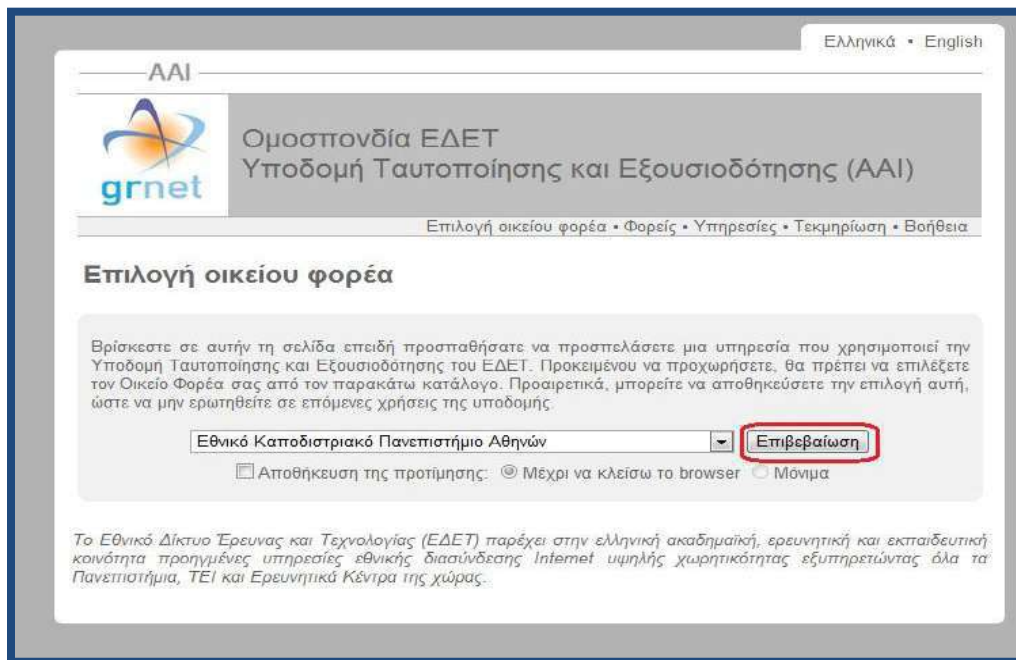 Ελληνικά • English
ΑΑΙ
grnet
Ομοσπονδία ΕΔΕΤ
Υποδομή Ταυτοποίησης και Εξουσιοδότησης (ΑΑΙ)
Επιλογή οικείου φορέα • Φορείς • Υπηρεσίες • Τεκμηρίωση • Βοήθεια
Επιλογή οικείου φορέα
Βρίσκεστε σε αυτήν τη σελίδα επειδή προσπαθήσατε να προσπελάσετε μια υπηρεσία που χρησιμοποιεί την
Υποδομή Ταυτοποίησης και Εξουσιοδότησης του ΕΔΕΤ. Προκειμένου να προχωρήσετε, θα πρέπει να επιλέξετε
τον Οικείο Φορέα σας από τον παρακάτω κατάλογο. Προαιρετικά, μπορείτε να αποθηκεύσετε την επιλογή αυτή,
ώστε να μην ερωτηθείτε σε επόμενες χρήσεις της υποδομής.
Εθνικό Καποδιστριακό Πανεπιστήμιο Αθηνών Επιβεβαίωση
Αποθήκευση της προτίμησης: Μέχρι να κλείσω το browser Μόνιμα
Το Εθνικό Δίκτυο Έρευνας και Τεχνολογίας (ΕΔΕΤ) παρέχει στην ελληνική ακαδημαϊκή, ερευνητική και εκπαιδευτική
κοινότητα προηγμένες υπηρεσίες εθνικής διασύνδεσης Internet υψηλής χωρητικότητας εξυπηρετώντας όλα τα
Πανεπιστήμια, ΤΕΙ και Ερευνητικά Κέντρα της χώρας.